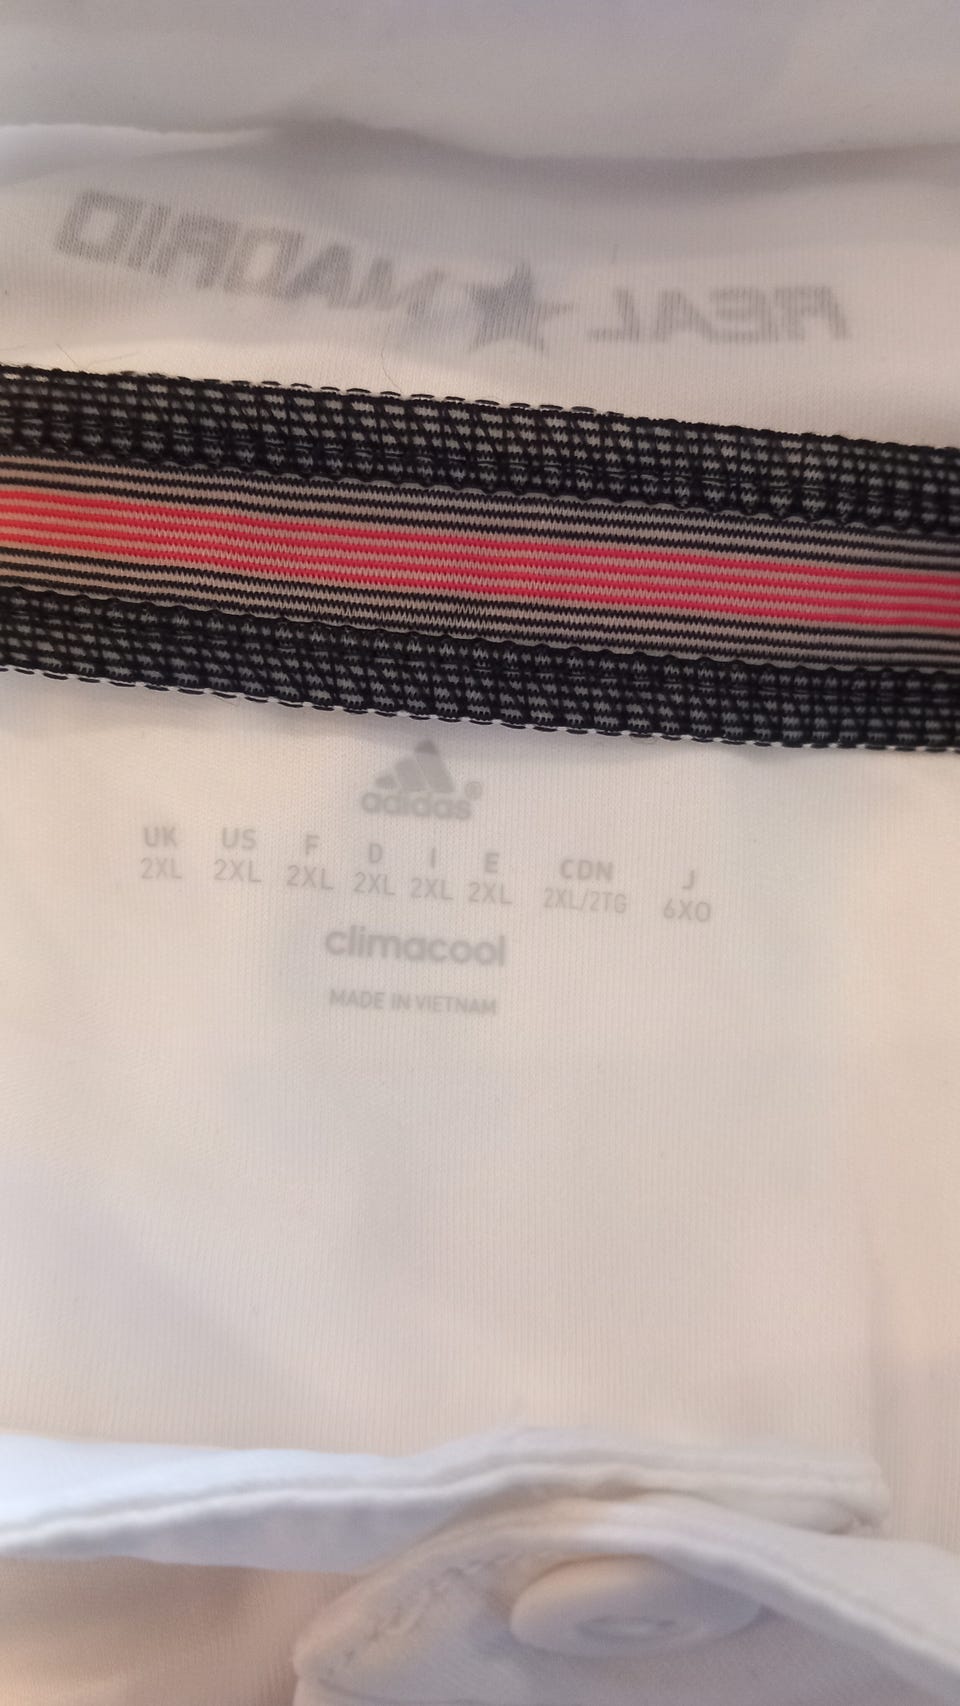 REAL ★ MADRID
adidas®
UK US F D I E CDN J
2XL 2XL 2XL 2XL 2XL 2XL 2XL/2TG 6XO
climacool
MADE IN VIETNAM